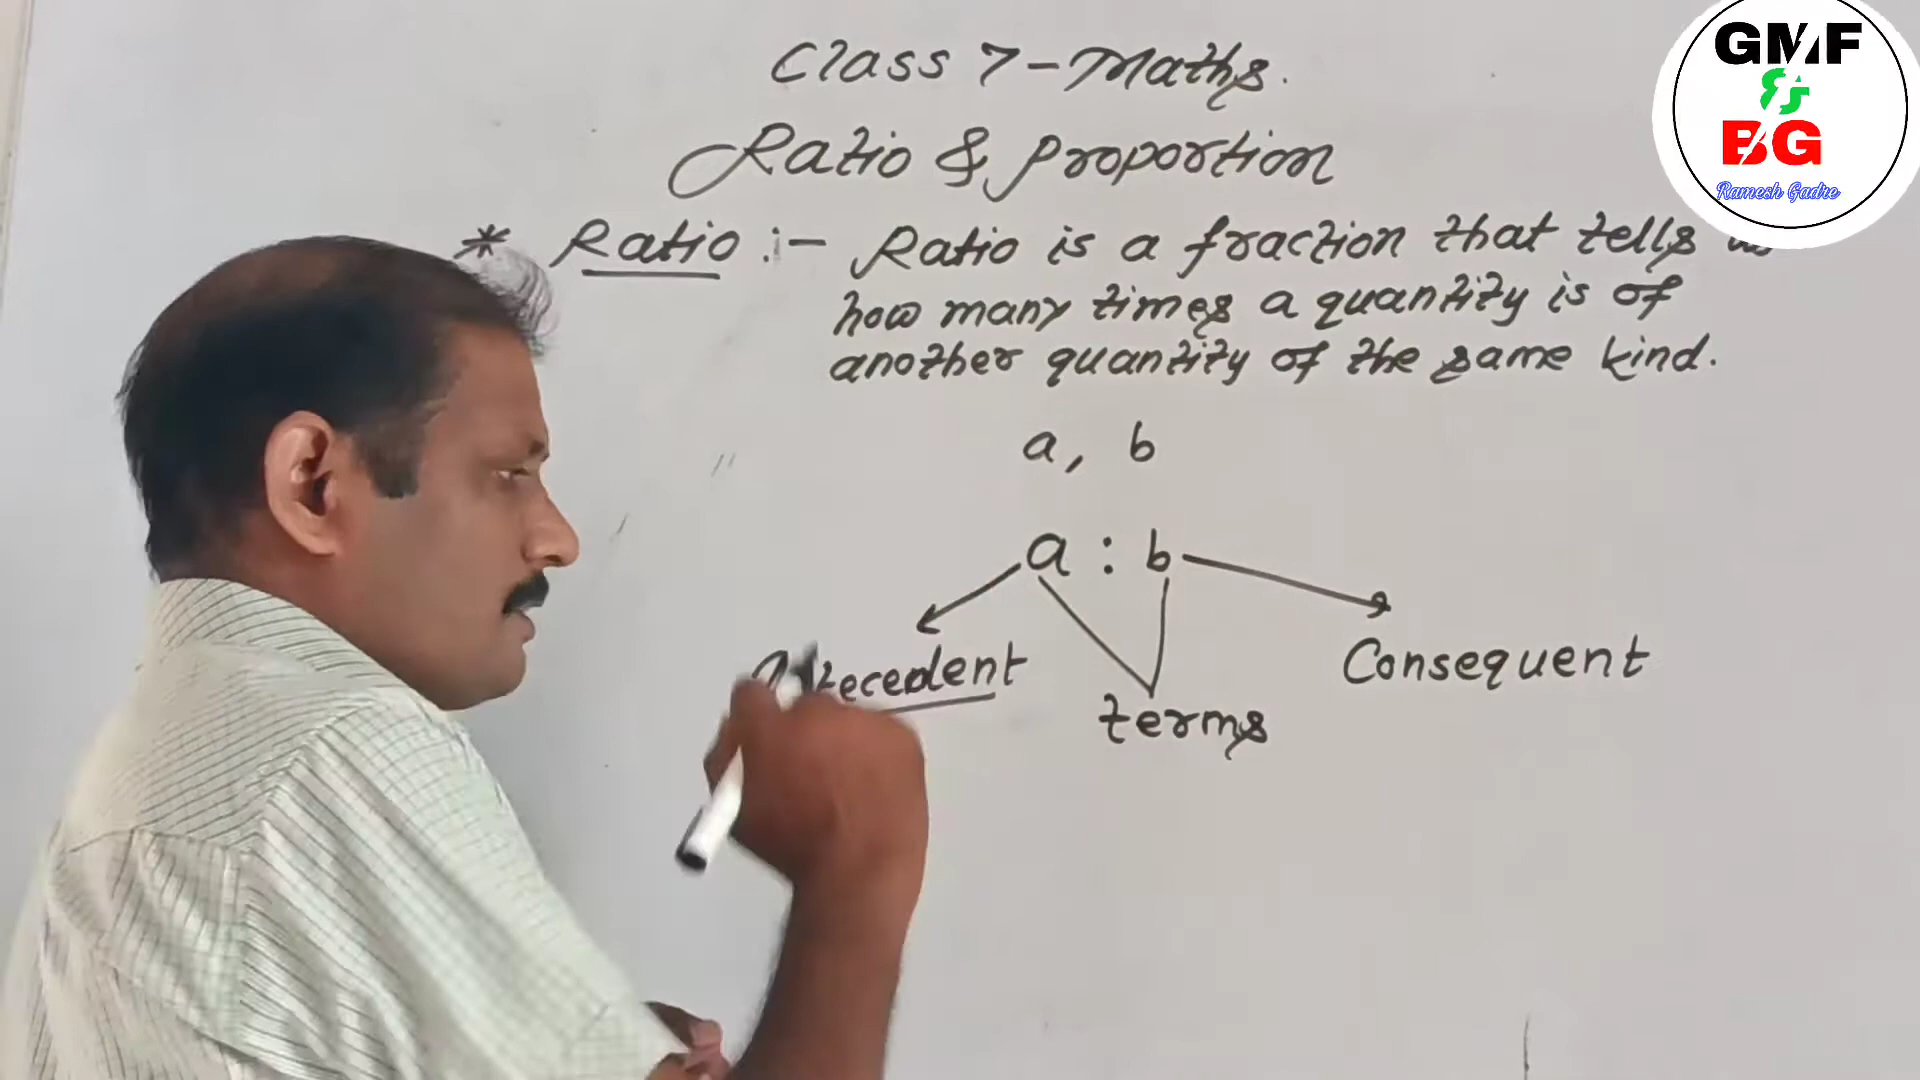 Class 7 - Maths.
Ratio & Proportion
* Ratio :- Ratio is a fraction that tells
how many times a quantity is of
another quantity of the same kind.
a, b
a : b
Consequent
terms
GMF
&
BG
Ramesh Gadre